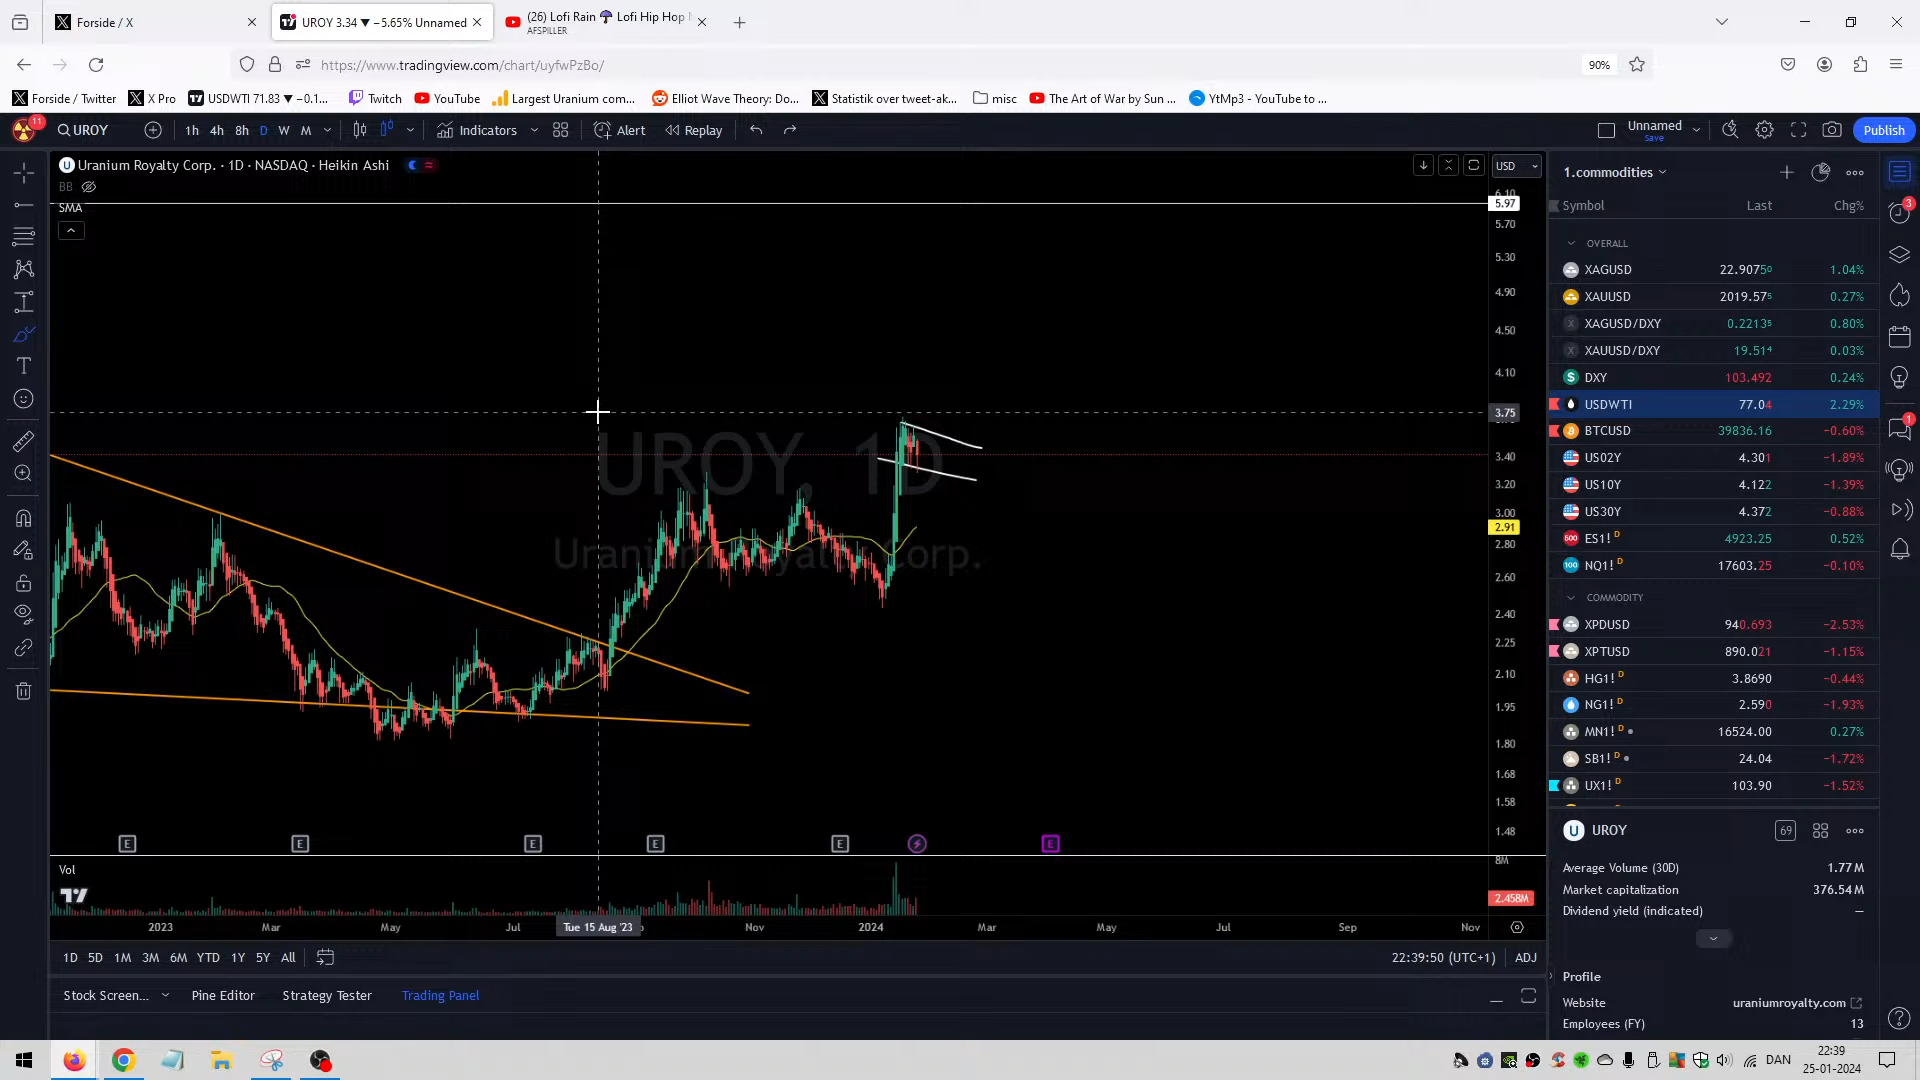 Forside / X
UROY 3.34 ▼ −5.65% Unnamed
(26) Lofi Rain ☂ Lofi Hip Hop
AFSPILLER
https://www.tradingview.com/chart/uyfwPzBo/
90%
Forside / Twitter
X Pro
USDWTI 71.83 ▼ −0.1...
Twitch
YouTube
Largest Uranium com...
Elliot Wave Theory: Do...
Statistik over tweet-ak...
misc
The Art of War by Sun ...
YtMp3 - YouTube to ...
11
UROY
1h 4h 8h D W M
Indicators
Alert
Replay
Unnamed
Save
Publish
Uranium Royalty Corp. · 1D · NASDAQ · Heikin Ashi
BB
SMA
USD
6.10
5.97
5.70
5.30
4.90
4.50
4.10
3.75
3.40
3.20
3.00
2.91
2.80
2.60
2.40
2.25
2.10
1.95
1.80
1.68
1.58
1.48
8M
2.458M
UROY, 1D
Uranium Royalty Corp.
E E E E E E
Vol
2023 Mar May Jul Tue 15 Aug '23 Nov 2024 Mar May Jul Sep Nov
1D 5D 1M 3M 6M YTD 1Y 5Y All
22:39:50 (UTC+1) ADJ
Stock Screen... Pine Editor Strategy Tester Trading Panel
1.commodities
Symbol Last Chg%
OVERALL
XAGUSD 22.9075⁰ 1.04%
XAUUSD 2019.57⁵ 0.27%
XAGUSD/DXY 0.2213⁵ 0.80%
XAUUSD/DXY 19.51⁴ 0.03%
DXY 103.492 0.24%
USDWTI 77.04 2.29%
BTCUSD 39836.16 −0.60%
US02Y 4.301 −1.89%
US10Y 4.122 −1.39%
US30Y 4.372 −0.88%
500 ES1! D 4923.25 0.52%
100 NQ1! D 17603.25 −0.10%
COMMODITY
XPDUSD 940.693 −2.53%
XPTUSD 890.021 −1.15%
HG1! D 3.8690 −0.44%
NG1! D 2.590 −1.93%
MN1! D 16524.00 0.27%
SB1! D 24.04 −1.72%
UX1! D 103.90 −1.52%
3
1
U UROY 69
Average Volume (30D) 1.77M
Market capitalization 376.54M
Dividend yield (indicated) —
Profile
Website uraniumroyalty.com
Employees (FY) 13
DAN
22:39
25-01-2024